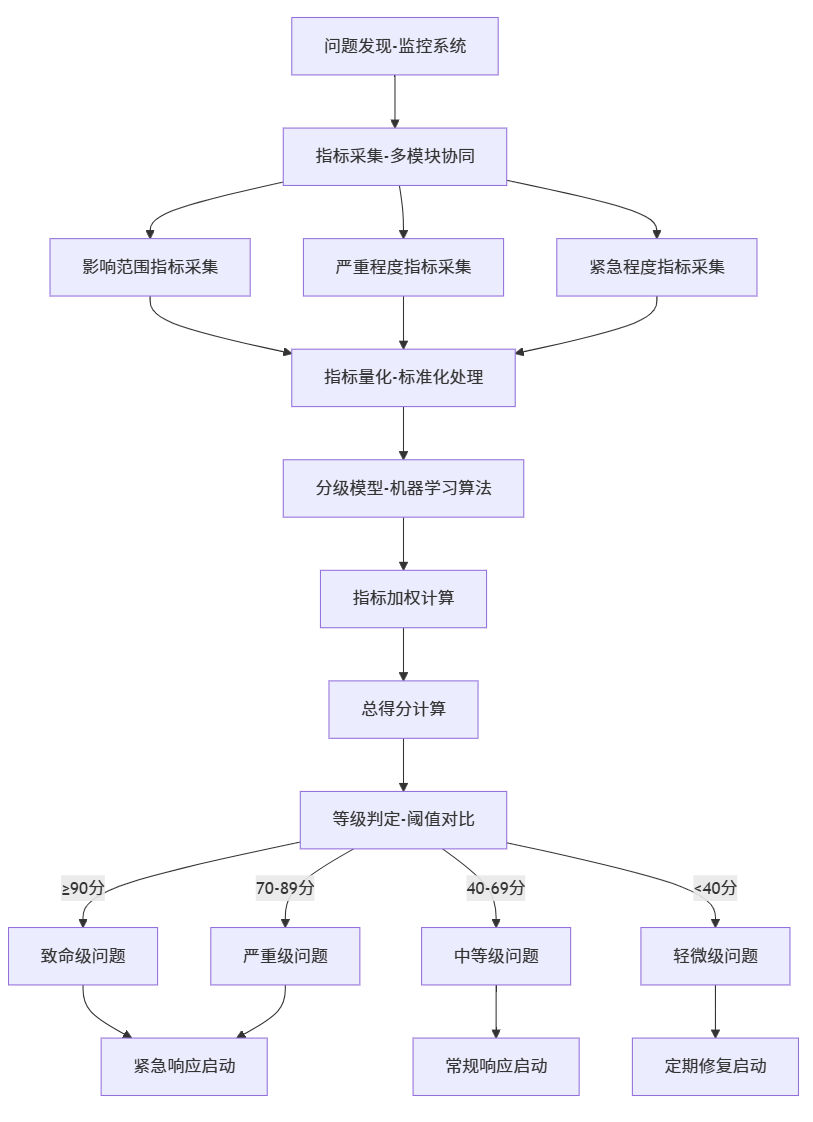 问题发现-监控系统
指标采集-多模块协同
影响范围指标采集
严重程度指标采集
紧急程度指标采集
指标量化-标准化处理
分级模型-机器学习算法
指标加权计算
总得分计算
等级判定-阈值对比
≥90分
70-89分
40-69分
<40分
致命级问题
严重级问题
中等级问题
轻微级问题
紧急响应启动
常规响应启动
定期修复启动